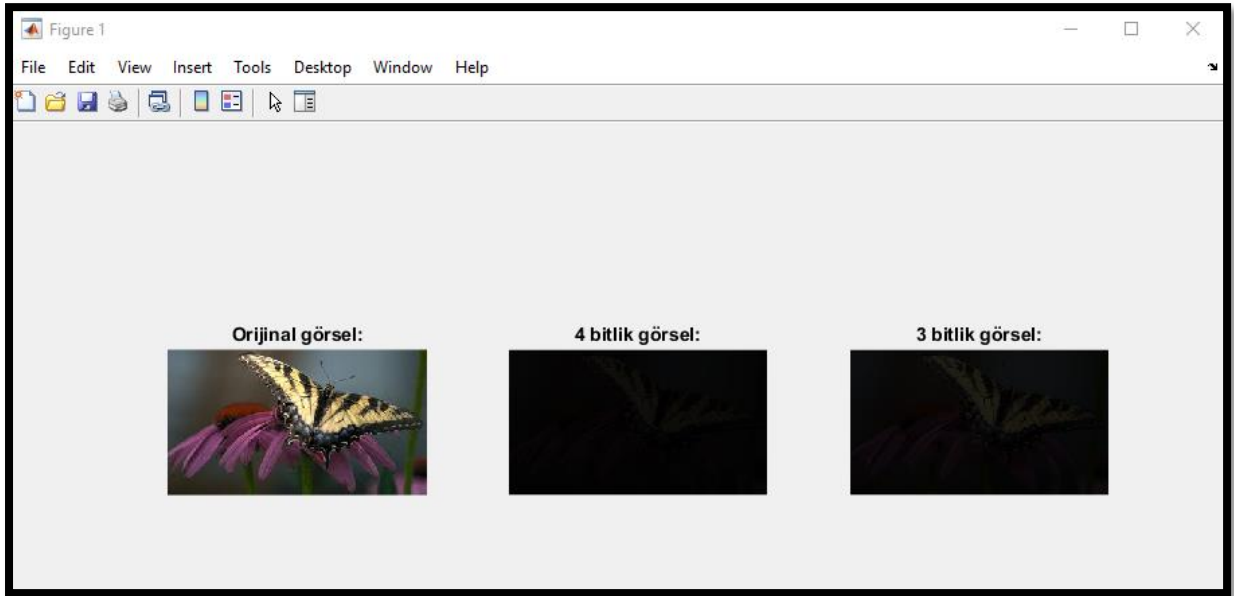 Figure 1
File Edit View Insert Tools Desktop Window Help
Orijinal görsel: 4 bitlik görsel: 3 bitlik görsel: